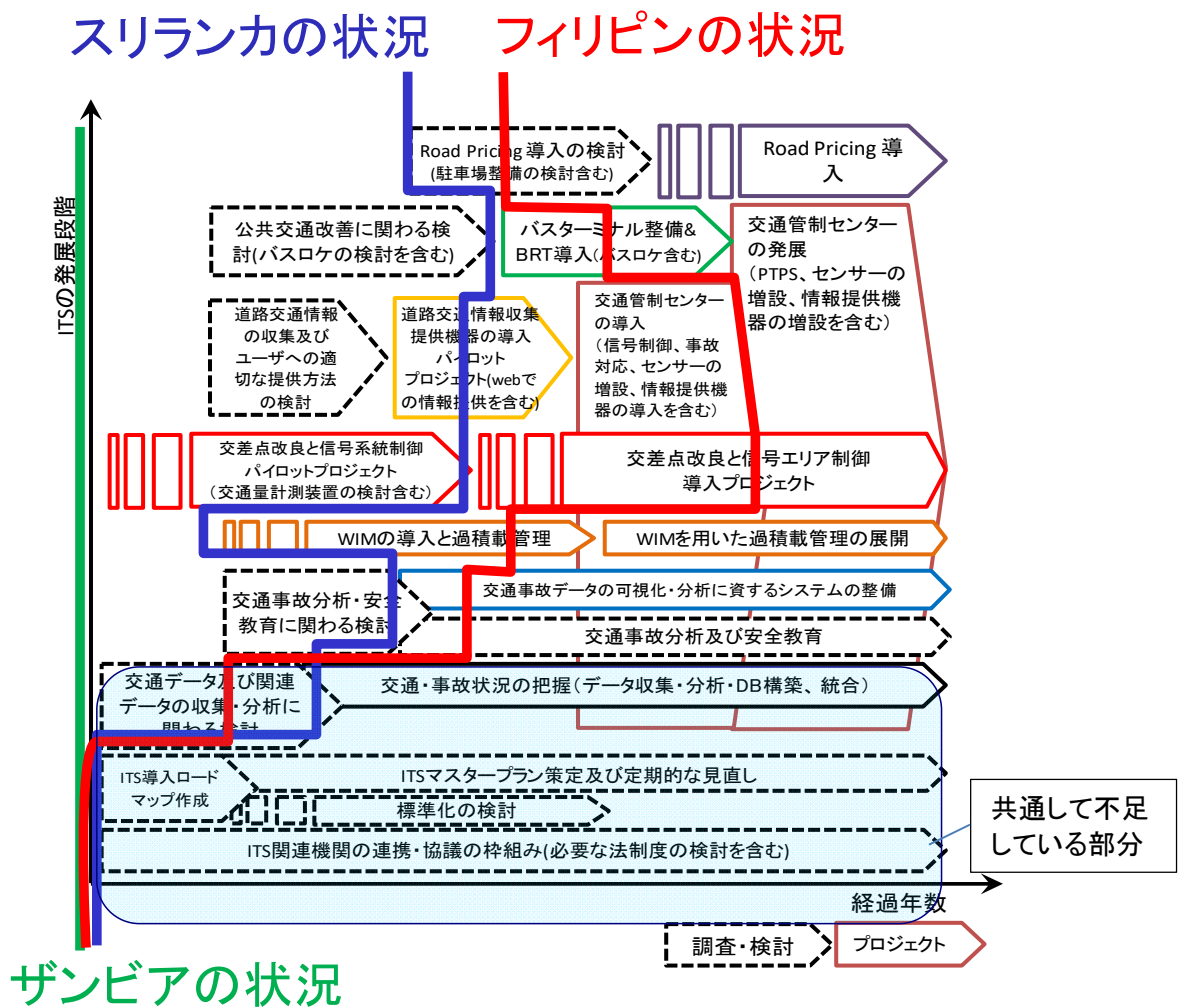 スリランカの状況
フィリピンの状況
ITSの発展段階
Road Pricing 導入の検討
(駐車場整備の検討含む)
Road Pricing 導
入
公共交通改善に関わる検
討(バスロケの検討を含む)
バスターミナル整備&
BRT導入(バスロケ含む)
交通管制センター
の発展
(PTPS、センサーの
増設、情報提供機
器の増設を含む)
道路交通情報
の収集及び
ユーザへの適
切な提供方法
の検討
道路交通情報収集
提供機器の導入
パイロット
プロジェクト(webで
の情報提供を含む)
交通管制センター
の導入
(信号制御、事故
対応、センサーの
増設、情報提供機
器の導入を含む)
交差点改良と信号系統制御
パイロットプロジェクト
(交通量計測装置の検討含む)
交差点改良と信号エリア制御
導入プロジェクト
WIMの導入と過積載管理
WIMを用いた過積載管理の展開
交通事故分析・安全
教育に関わる検討
交通事故データの可視化・分析に資するシステムの整備
交通事故分析及び安全教育
交通データ及び関連
データの収集・分析に
関わる検討
交通・事故状況の把握(データ収集・分析・DB構築、統合)
ITS導入ロード
マップ作成
ITSマスタープラン策定及び定期的な見直し
標準化の検討
ITS関連機関の連携・協議の枠組み(必要な法制度の検討を含む)
共通して不足
している部分
経過年数
調査・検討
プロジェクト
ザンビアの状況